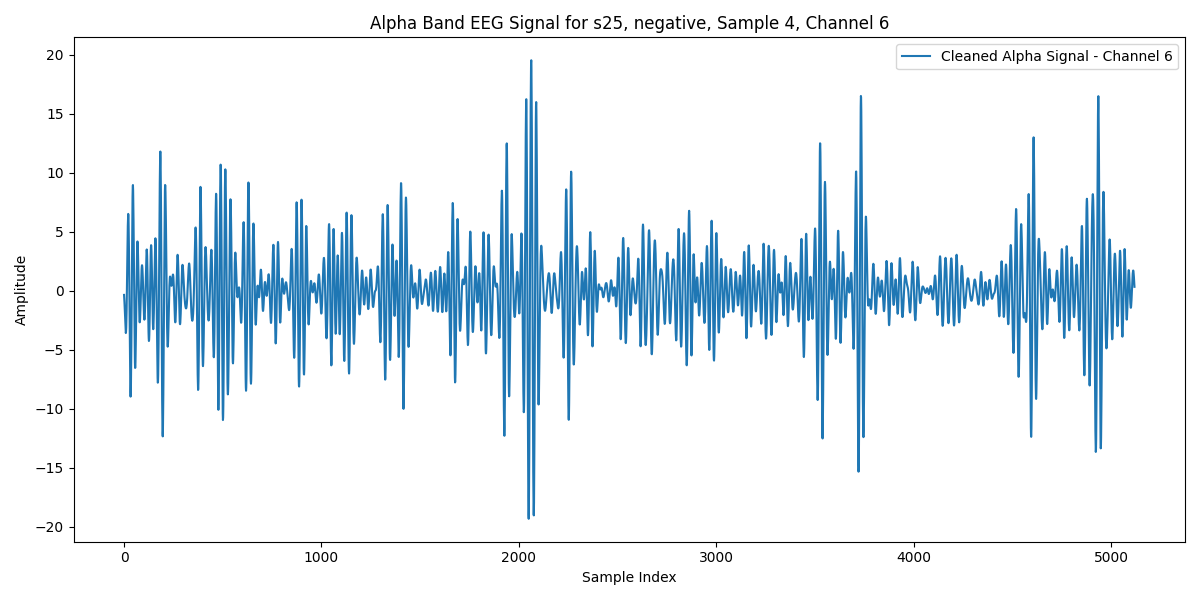 Alpha Band EEG Signal for s25, negative, Sample 4, Channel 6
Cleaned Alpha Signal - Channel 6
20
15
10
5
0
−5
−10
−15
−20
Amplitude
0 1000 2000 3000 4000 5000
Sample Index